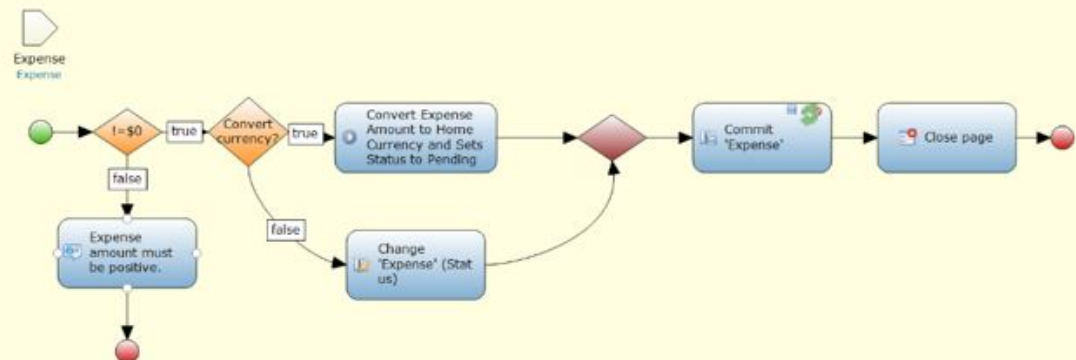 Expense
Expense
!=$0
true
Convert
currency?
true
Convert Expense
Amount to Home
Currency and Sets
Status to Pending
Commit
'Expense'
Close page
false
Expense
amount must
be positive.
false
Change
'Expense' (Stat
us)